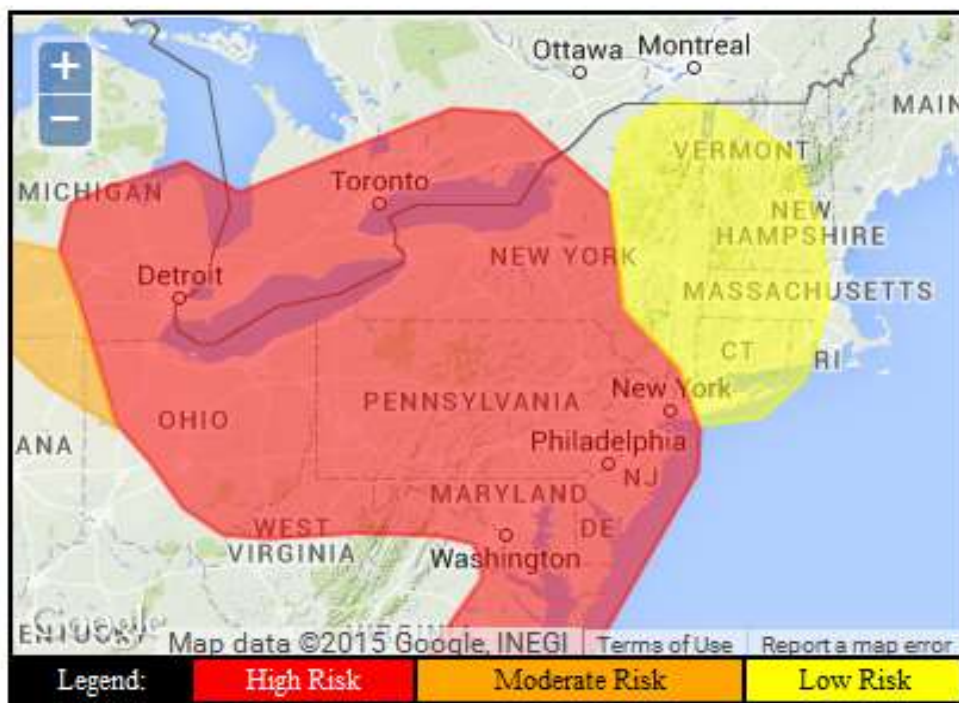 +
Ottawa Montreal
−
MAIN
VERMONT
MICHIGAN
Toronto
NEW
HAMPSHIRE
NEW YORK
Detroit
MASSACHUSETTS
CT
RI
New York
PENNSYLVANIA
OHIO
ANA
Philadelphia
NJ
MARYLAND
WEST
VIRGINIA
DE
Washington
Google
ENTUCKY
Map data ©2015 Google, INEGI Terms of Use Report a map error
Legend: High Risk Moderate Risk Low Risk